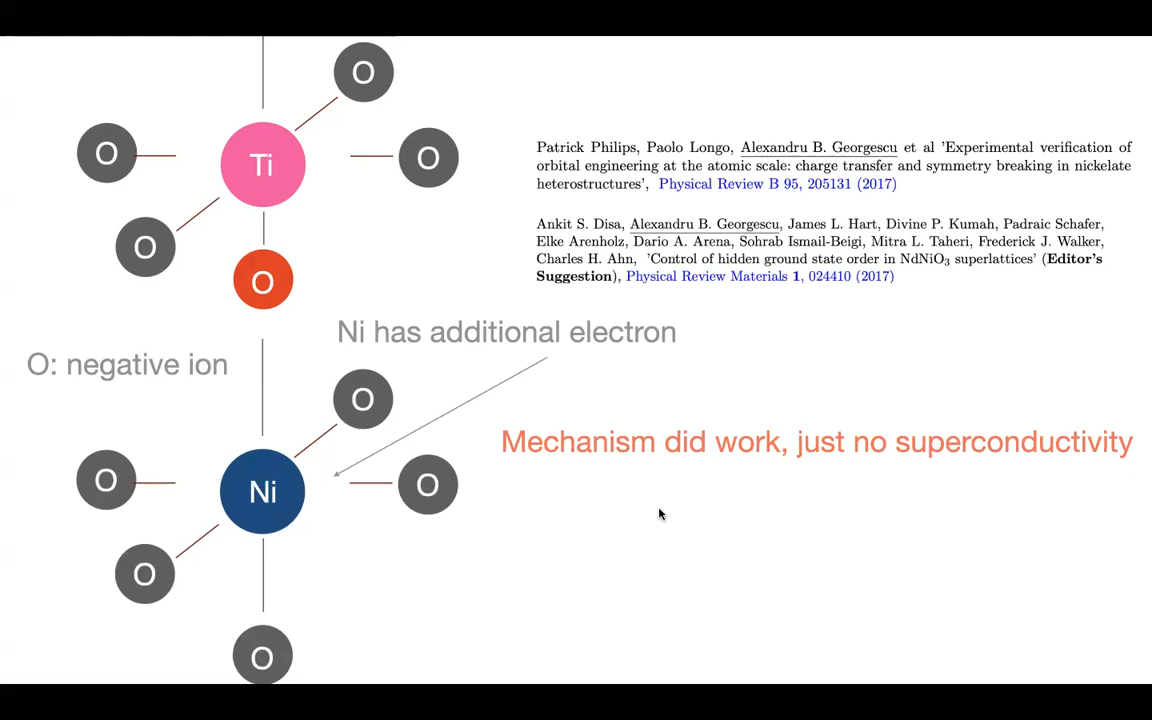 O
O
Ti
O
O
O
Patrick Philips, Paolo Longo, Alexandru B. Georgescu et al 'Experimental verification of
orbital engineering at the atomic scale: charge transfer and symmetry breaking in nickelate
heterostructures', Physical Review B 95, 205131 (2017)
Ankit S. Disa, Alexandru B. Georgescu, James L. Hart, Divine P. Kumah, Padraic Schafer,
Elke Arenholz, Dario A. Arena, Sohrab Ismail-Beigi, Mitra L. Taheri, Frederick J. Walker,
Charles H. Ahn, 'Control of hidden ground state order in NdNiO₃ superlattices' (Editor's
Suggestion), Physical Review Materials 1, 024410 (2017)
Ni has additional electron
O: negative ion
O
Mechanism did work, just no superconductivity
O
Ni
O
O
O